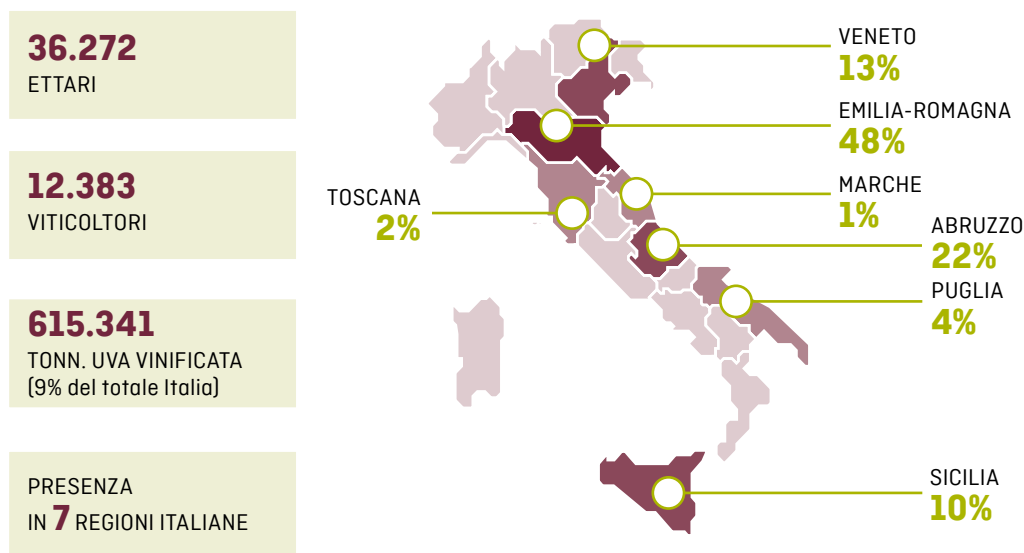 36.272
ETTARI
12.383
VITICOLTORI
615.341
TONN. UVA VINIFICATA
(9% del totale Italia)
PRESENZA
IN 7 REGIONI ITALIANE
TOSCANA
2%
VENETO
13%
EMILIA-ROMAGNA
48%
MARCHE
1%
ABRUZZO
22%
PUGLIA
4%
SICILIA
10%